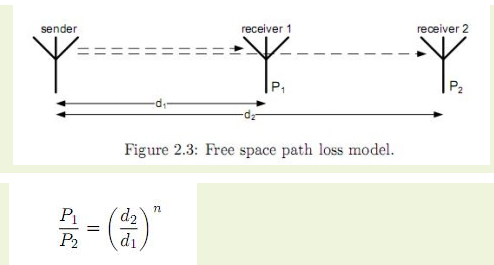 sender receiver 1 receiver 2
P₁ P₂
d₁
d₂
Figure 2.3: Free space path loss model.
P₁/P₂ = (d₂/d₁)ⁿ